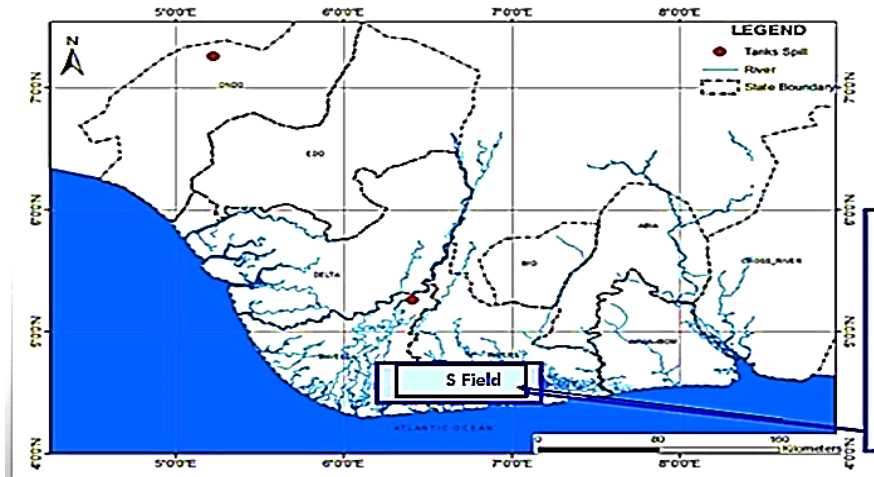 5°0'0"E 6°0'0"E 7°0'0"E 8°0'0"E
LEGEND
N
Tanks Spill
River
State Boundary
7°0'0"N
7°0'0"N
ONDO
EDO
6°0'0"N
6°0'0"N
ABIA
IMO
CROSS_RIVER
DELTA
5°0'0"N
5°0'0"N
S Field
ATLANTIC OCEAN
0 80 160
Kilometers
4°0'0"N
4°0'0"N
5°0'0"E 6°0'0"E 7°0'0"E 8°0'0"E